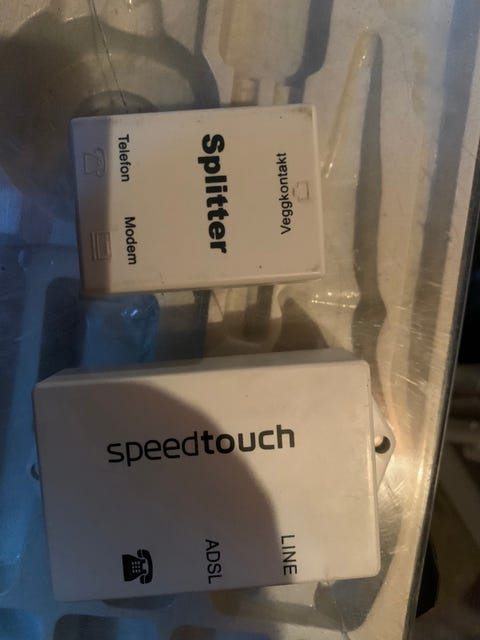 Veggkontakt
Splitter
Telefon
Modem
speedtouch
ADSL
LINE